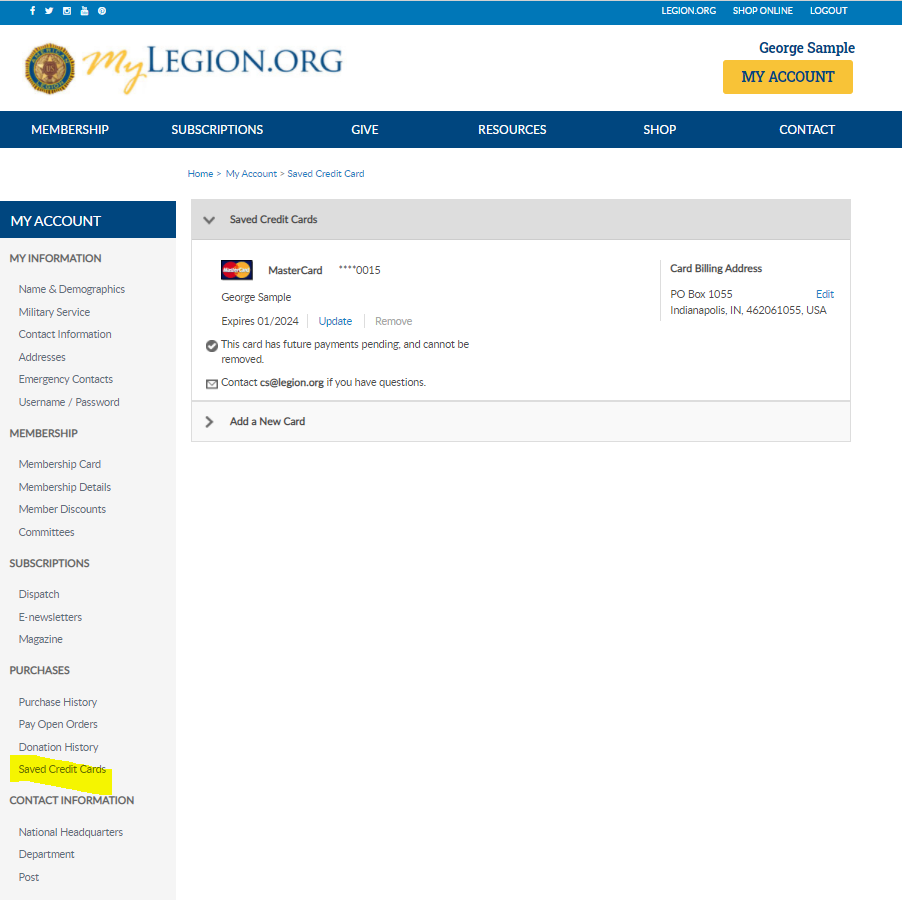 LEGION.ORG SHOP ONLINE LOGOUT
MyLEGION.ORG
George Sample
MY ACCOUNT
MEMBERSHIP SUBSCRIPTIONS GIVE RESOURCES SHOP CONTACT
Home > My Account > Saved Credit Card
MY ACCOUNT
MY INFORMATION
Name & Demographics
Military Service
Contact Information
Addresses
Emergency Contacts
Username / Password
MEMBERSHIP
Membership Card
Membership Details
Member Discounts
Committees
SUBSCRIPTIONS
Dispatch
E-newsletters
Magazine
PURCHASES
Purchase History
Pay Open Orders
Donation History
Saved Credit Cards
CONTACT INFORMATION
National Headquarters
Department
Post
Saved Credit Cards
MasterCard MasterCard ****0015
George Sample
Expires 01/2024 Update Remove
This card has future payments pending, and cannot be
removed.
Contact cs@legion.org if you have questions.
Card Billing Address
PO Box 1055 Edit
Indianapolis, IN, 462061055, USA
Add a New Card